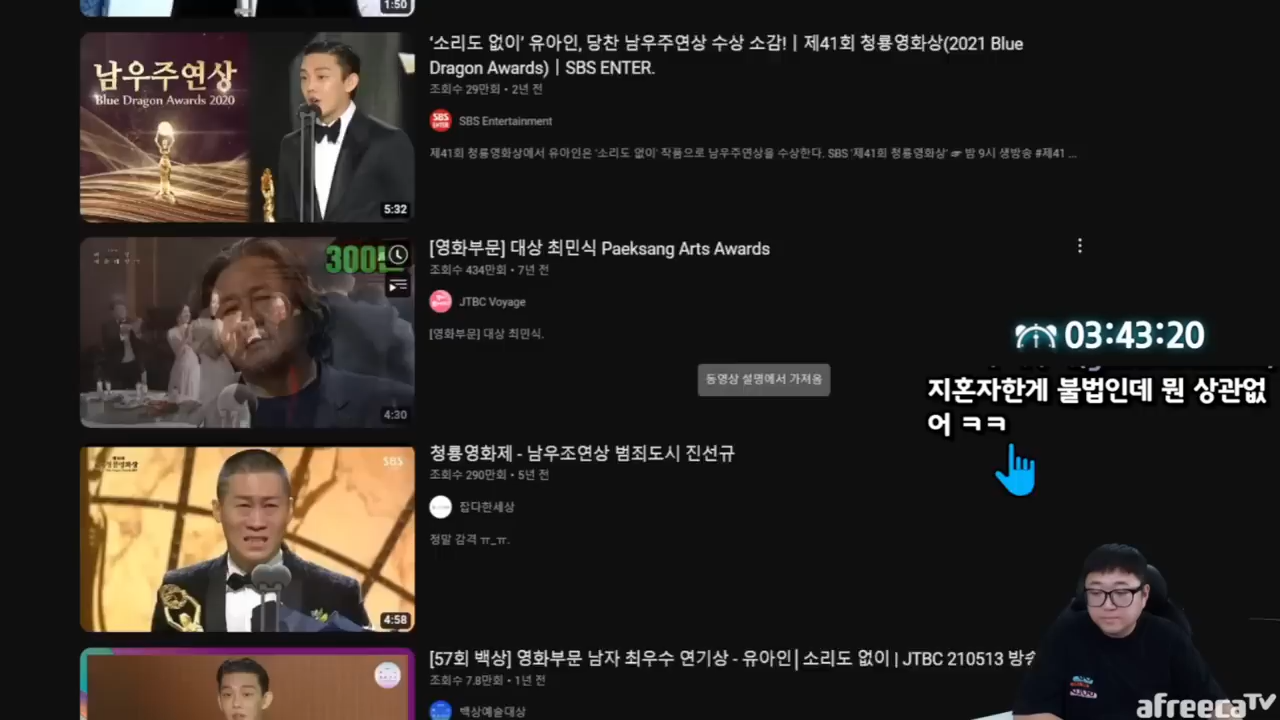 1:50
'소리도 없이' 유아인, 당찬 남우주연상 수상 소감!ㅣ제41회 청룡영화상(2021 Blue
Dragon Awards)ㅣSBS ENTER.
조회수 29만회 • 2년 전
SBS Entertainment
제41회 청룡영화상에서 유아인은 '소리도 없이' 작품으로 남우주연상을 수상한다. SBS '제41회 청룡영화상' ☞ 밤 9시 생방송 #제41 ...
남우주연상
Blue Dragon Awards 2020
5:32
[영화부문] 대상 최민식 Paeksang Arts Awards
조회수 434만회 • 7년 전
JTBC Voyage
[영화부문] 대상 최민식.
동영상 설명에서 가져옴
4:30
03:43:20
지혼자한게 불법인데 뭔 상관없
어 ㅋㅋ
청룡영화제 - 남우조연상 범죄도시 진선규
조회수 290만회 • 5년 전
잡다한세상
정말 감격 ㅠ_ㅠ.
SBS
4:58
[57회 백상] 영화부문 남자 최우수 연기상 - 유아인│소리도 없이 | JTBC 210513 방송
조회수 7.8만회 • 1년 전
백상예술대상
afreecaTV